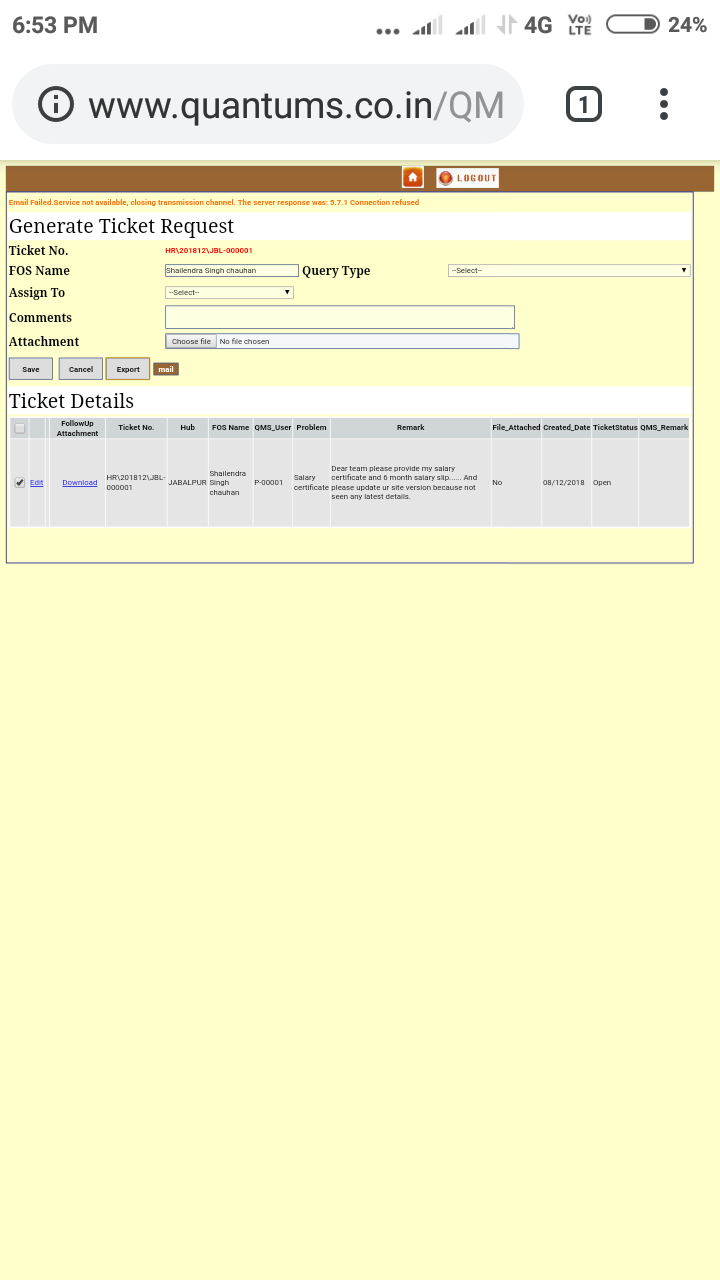 6:53 PM ... 4G Vo)) LTE 24%
www.quantums.co.in/QM 1
LOGOUT
Email Failed.Service not available, closing transmission channel. The server response was: 5.7.1 Connection refused
Generate Ticket Request
Ticket No. HR\201812\JBL-000001
FOS Name Shailendra Singh chauhan Query Type --Select--
Assign To --Select--
Comments
Attachment Choose file No file chosen
Save Cancel Export mail
Ticket Details
FollowUp Attachment Ticket No. Hub FOS Name QMS_User Problem Remark File_Attached Created_Date TicketStatus QMS_Remark
Edit Download HR\201812\JBL-000001 JABALPUR Shailendra Singh chauhan P-00001 Salary certificate Dear team please provide my salary certificate and 6 month salary slip...... And please update ur site version because not seen any latest details. No 08/12/2018 Open